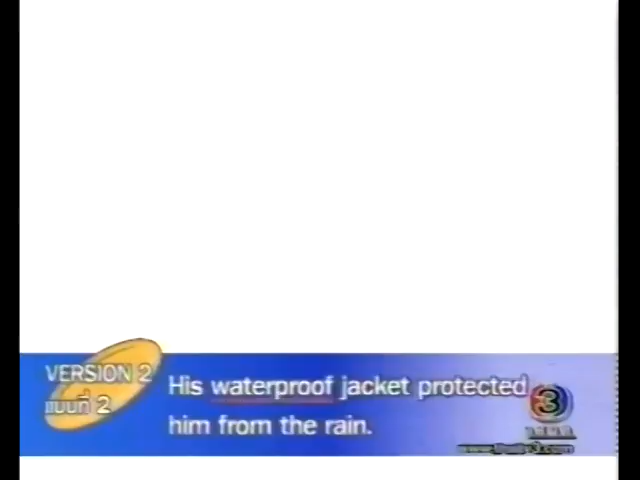 VERSION 2
แบบที่ 2
His waterproof jacket protected
him from the rain.
3